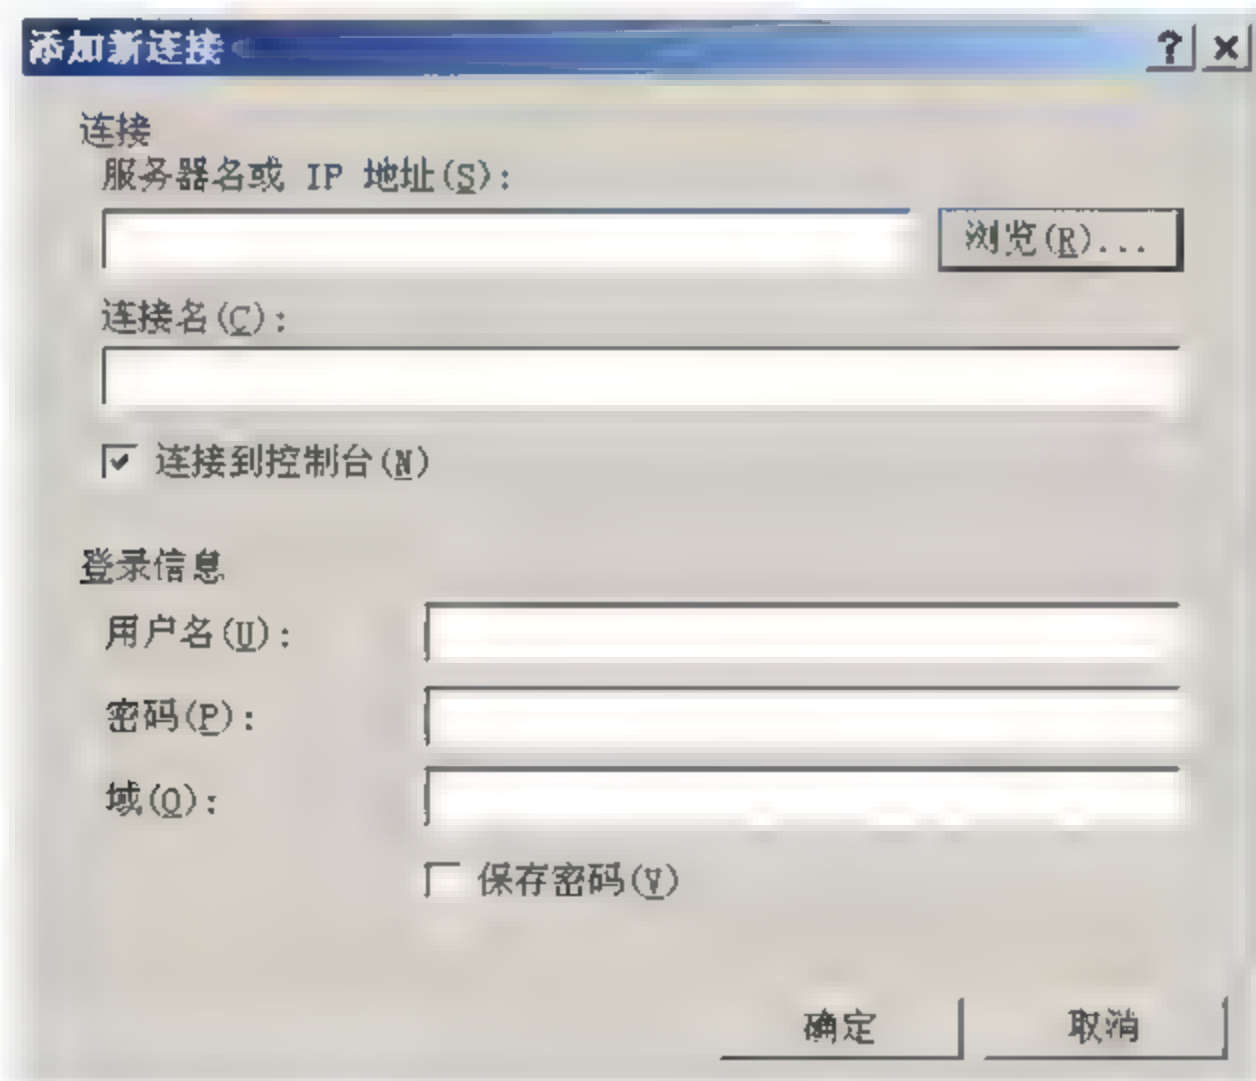 添加新连接
连接
服务器名或 IP 地址(S):
浏览(R)...
连接名(C):
连接到控制台(N)
登录信息
用户名(U):
密码(P):
域(O):
保存密码(V)
确定 取消